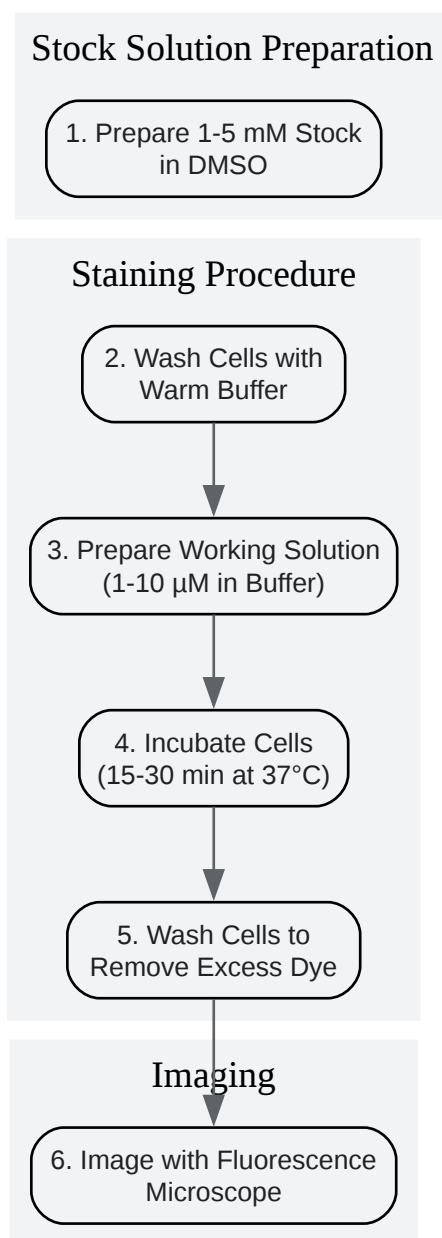 Stock Solution Preparation
1. Prepare 1-5 mM Stock
in DMSO
Staining Procedure
2. Wash Cells with
Warm Buffer
3. Prepare Working Solution
(1-10 µM in Buffer)
4. Incubate Cells
(15-30 min at 37°C)
5. Wash Cells to
Remove Excess Dye
Imaging
6. Image with Fluorescence
Microscope